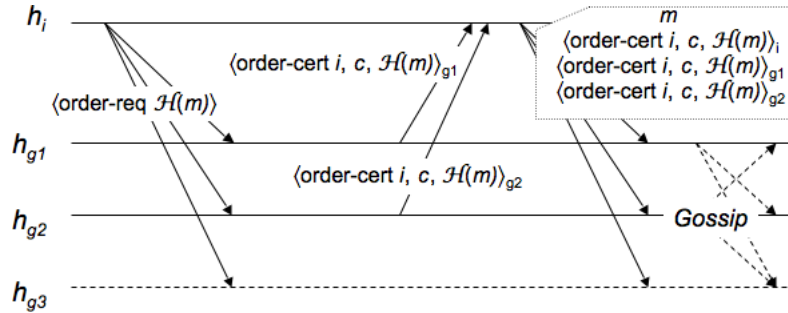 h_i
m
⟨order-cert i, c, ℋ(m)⟩_i
⟨order-cert i, c, ℋ(m)⟩_g1
⟨order-cert i, c, ℋ(m)⟩_g1
⟨order-cert i, c, ℋ(m)⟩_g2
⟨order-req ℋ(m)⟩
h_g1
⟨order-cert i, c, ℋ(m)⟩_g2
h_g2
Gossip
h_g3